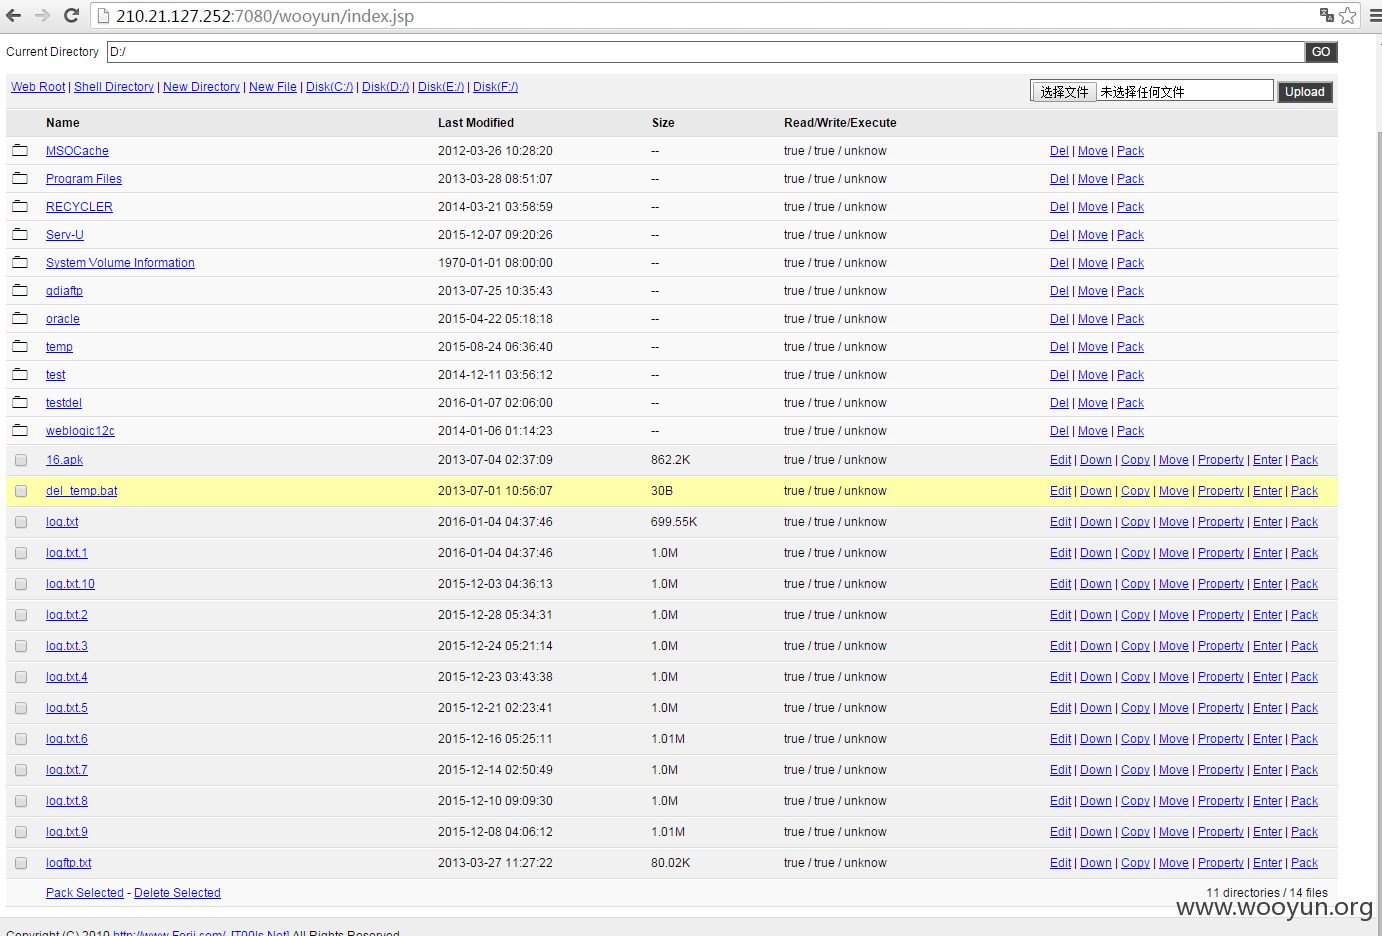 210.21.127.252:7080/wooyun/index.jsp
Current Directory D:/ GO
Web Root | Shell Directory | New Directory | New File | Disk(C:/) | Disk(D:/) | Disk(E:/) | Disk(F:/) 选择文件 未选择任何文件 Upload
Name Last Modified Size Read/Write/Execute
MSOCache 2012-03-26 10:28:20 -- true / true / unknow Del | Move | Pack
Program Files 2013-03-28 08:51:07 -- true / true / unknow Del | Move | Pack
RECYCLER 2014-03-21 03:58:59 -- true / true / unknow Del | Move | Pack
Serv-U 2015-12-07 09:20:26 -- true / true / unknow Del | Move | Pack
System Volume Information 1970-01-01 08:00:00 -- true / true / unknow Del | Move | Pack
gdiaftp 2013-07-25 10:35:43 -- true / true / unknow Del | Move | Pack
oracle 2015-04-22 05:18:18 -- true / true / unknow Del | Move | Pack
temp 2015-08-24 06:36:40 -- true / true / unknow Del | Move | Pack
test 2014-12-11 03:56:12 -- true / true / unknow Del | Move | Pack
testdel 2016-01-07 02:06:00 -- true / true / unknow Del | Move | Pack
weblogic12c 2014-01-06 01:14:23 -- true / true / unknow Del | Move | Pack
16.apk 2013-07-04 02:37:09 862.2K true / true / unknow Edit | Down | Copy | Move | Property | Enter | Pack
del_temp.bat 2013-07-01 10:56:07 30B true / true / unknow Edit | Down | Copy | Move | Property | Enter | Pack
log.txt 2016-01-04 04:37:46 699.55K true / true / unknow Edit | Down | Copy | Move | Property | Enter | Pack
log.txt.1 2016-01-04 04:37:46 1.0M true / true / unknow Edit | Down | Copy | Move | Property | Enter | Pack
log.txt.10 2015-12-03 04:36:13 1.0M true / true / unknow Edit | Down | Copy | Move | Property | Enter | Pack
log.txt.2 2015-12-28 05:34:31 1.0M true / true / unknow Edit | Down | Copy | Move | Property | Enter | Pack
log.txt.3 2015-12-24 05:21:14 1.0M true / true / unknow Edit | Down | Copy | Move | Property | Enter | Pack
log.txt.4 2015-12-23 03:43:38 1.0M true / true / unknow Edit | Down | Copy | Move | Property | Enter | Pack
log.txt.5 2015-12-21 02:23:41 1.0M true / true / unknow Edit | Down | Copy | Move | Property | Enter | Pack
log.txt.6 2015-12-16 05:25:11 1.01M true / true / unknow Edit | Down | Copy | Move | Property | Enter | Pack
log.txt.7 2015-12-14 02:50:49 1.0M true / true / unknow Edit | Down | Copy | Move | Property | Enter | Pack
log.txt.8 2015-12-10 09:09:30 1.0M true / true / unknow Edit | Down | Copy | Move | Property | Enter | Pack
log.txt.9 2015-12-08 04:06:12 1.01M true / true / unknow Edit | Down | Copy | Move | Property | Enter | Pack
logftp.txt 2013-03-27 11:27:22 80.02K true / true / unknow Edit | Down | Copy | Move | Property | Enter | Pack
Pack Selected - Delete Selected 11 directories / 14 files
www.wooyun.org
Copyright (C) 2010 http://www.Forjj.com/ [T00ls.Net] All Rights Reserved